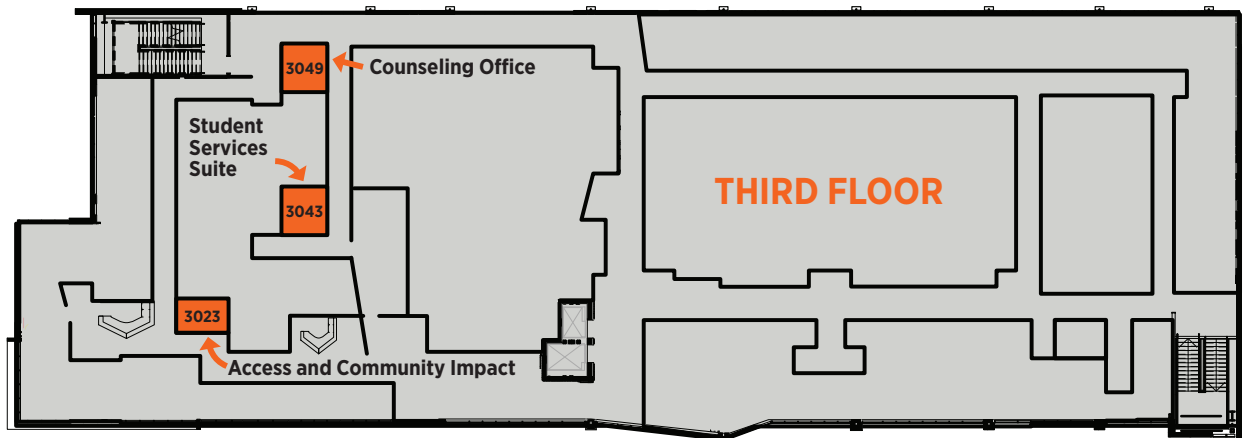 3049
Counseling Office
Student
Services
Suite
3043
THIRD FLOOR
3023
Access and Community Impact